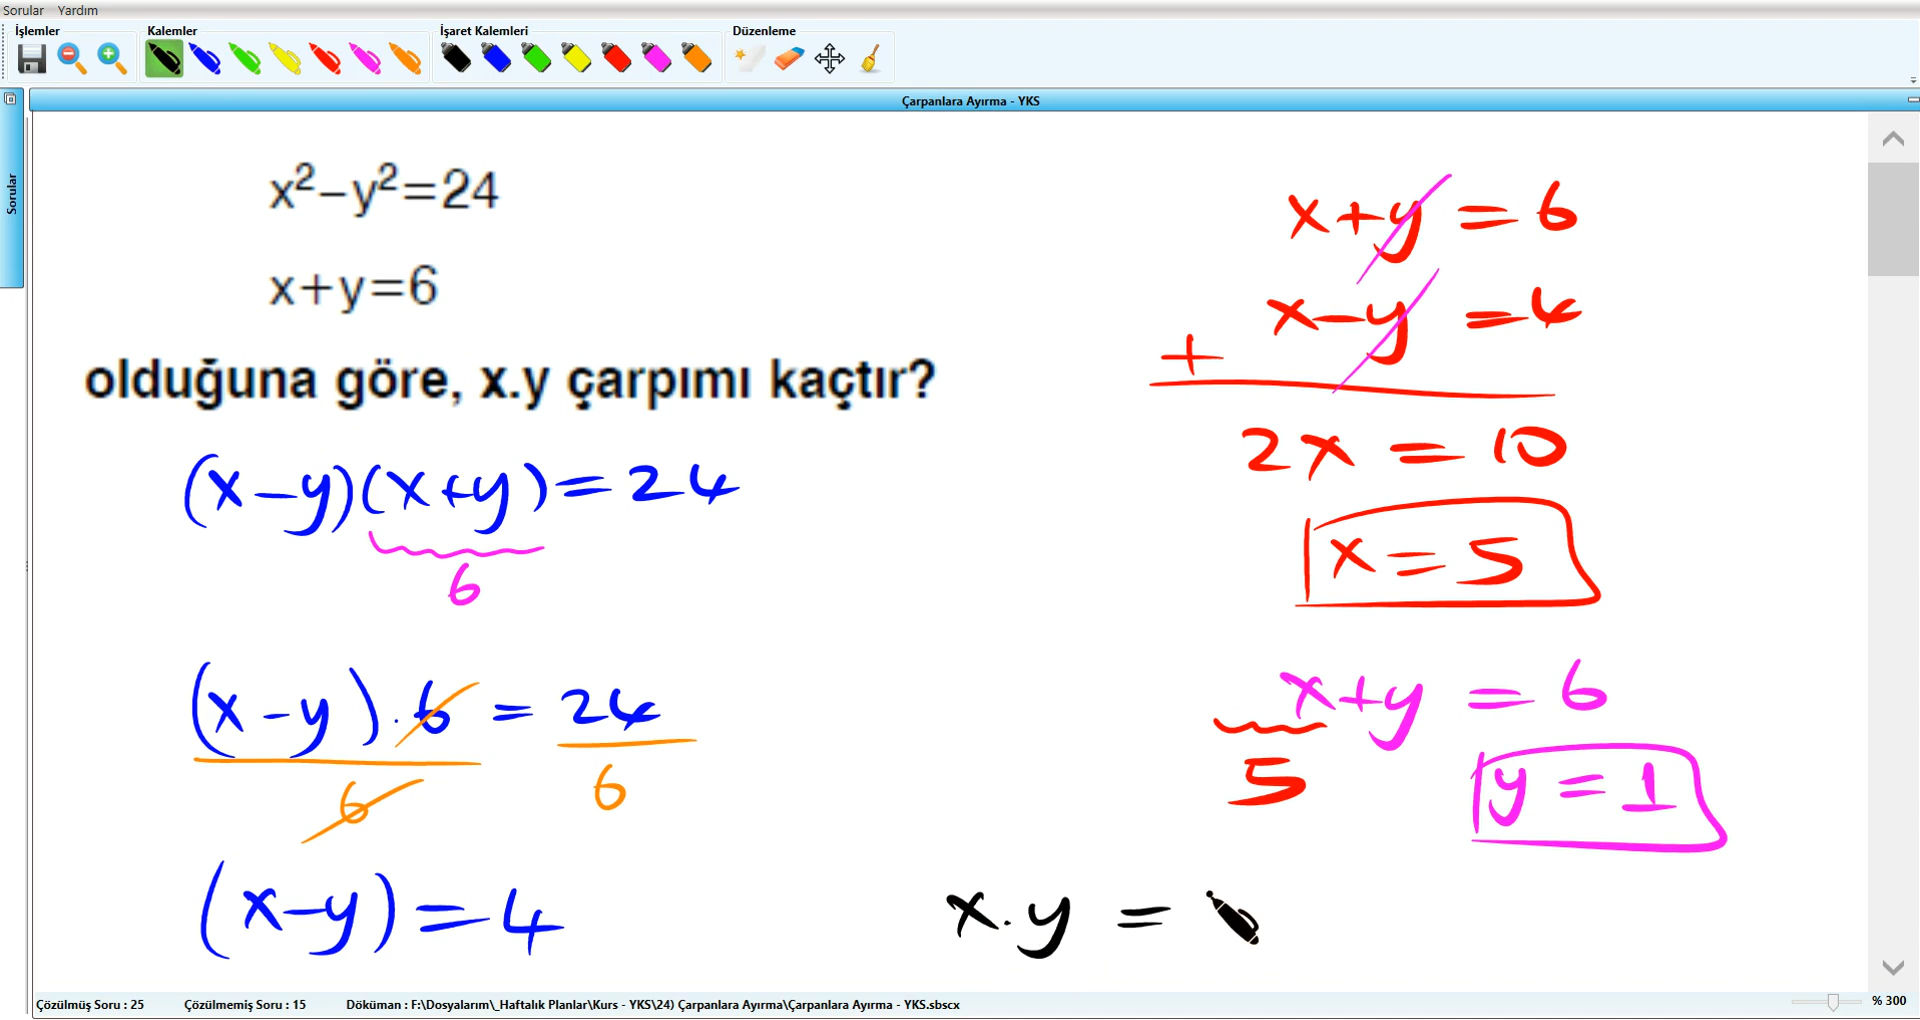 Sorular Yardım
İşlemler Kalemler İşaret Kalemleri Düzenleme
Çarpanlara Ayırma - YKS
Sorular
x²−y²=24
x+y=6
olduğuna göre, x.y çarpımı kaçtır?
(x−y)(x+y)=24
6
(x−y).6 = 24
6 6
(x−y)=4
x+y = 6
x−y = 4
+
2x = 10
x = 5
x+y = 6
5
y = 1
x.y =
Çözülmüş Soru : 25 Çözülmemiş Soru : 15 Döküman : F:\Dosyalarım\_Haftalık Planlar\Kurs - YKS\24) Çarpanlara Ayırma\Çarpanlara Ayırma - YKS.sbscx % 300